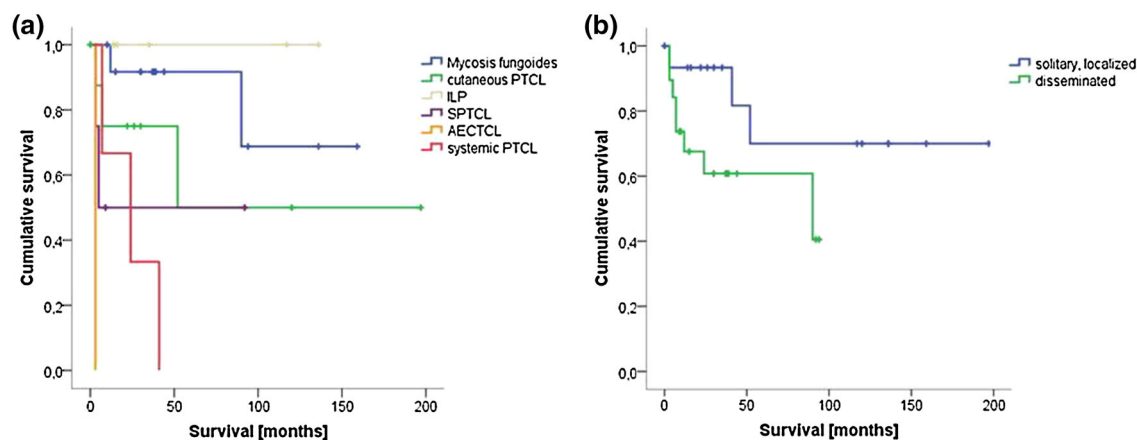 (a)
Cumulative survival
1,0
0,8
0,6
0,4
0,2
0,0
0 50 100 150 200
Survival [months]
Mycosis fungoides
cutaneous PTCL
ILP
SPTCL
AECTCL
systemic PTCL
(b)
Cumulative survival
1,0
0,8
0,6
0,4
0,2
0,0
0 50 100 150 200
Survival [months]
solitary, localized
disseminated